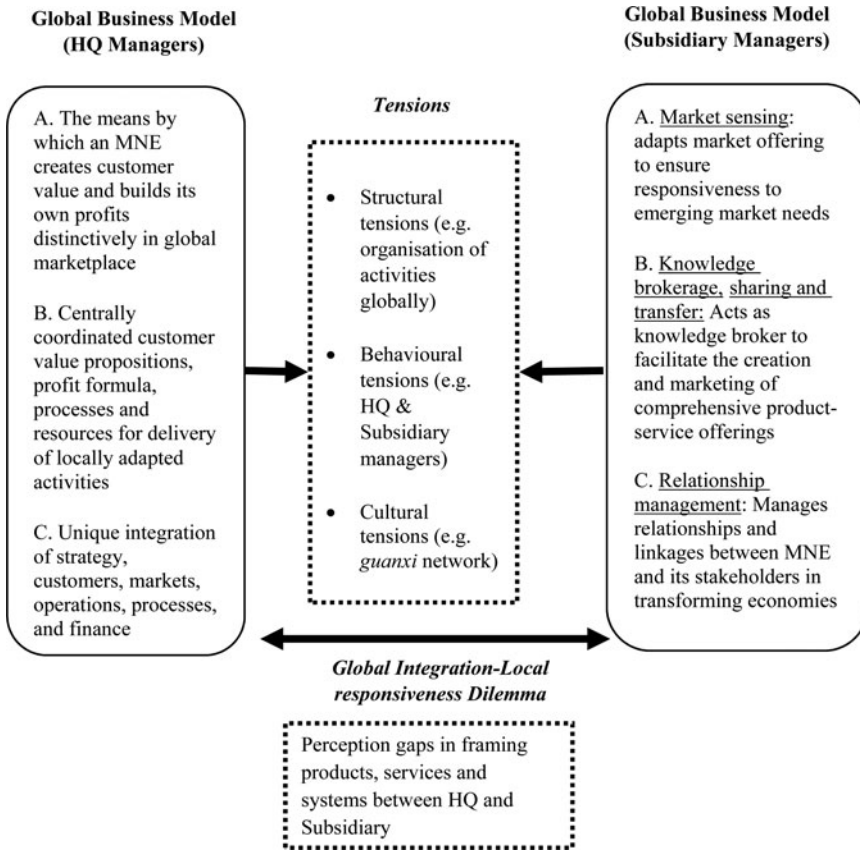 Global Business Model
(HQ Managers)
A. The means by
which an MNE
creates customer
value and builds its
own profits
distinctively in global
marketplace
B. Centrally
coordinated customer
value propositions,
profit formula,
processes and
resources for delivery
of locally adapted
activities
C. Unique integration
of strategy,
customers, markets,
operations, processes,
and finance
Tensions
• Structural
tensions (e.g.
organisation of
activities
globally)
• Behavioural
tensions (e.g.
HQ &
Subsidiary
managers)
• Cultural
tensions (e.g.
guanxi network)
Global Business Model
(Subsidiary Managers)
A. Market sensing:
adapts market offering
to ensure
responsiveness to
emerging market needs
B. Knowledge
brokerage, sharing and
transfer: Acts as
knowledge broker to
facilitate the creation
and marketing of
comprehensive product-
service offerings
C. Relationship
management: Manages
relationships and
linkages between MNE
and its stakeholders in
transforming economies
Global Integration-Local
responsiveness Dilemma
Perception gaps in framing
products, services and
systems between HQ and
Subsidiary